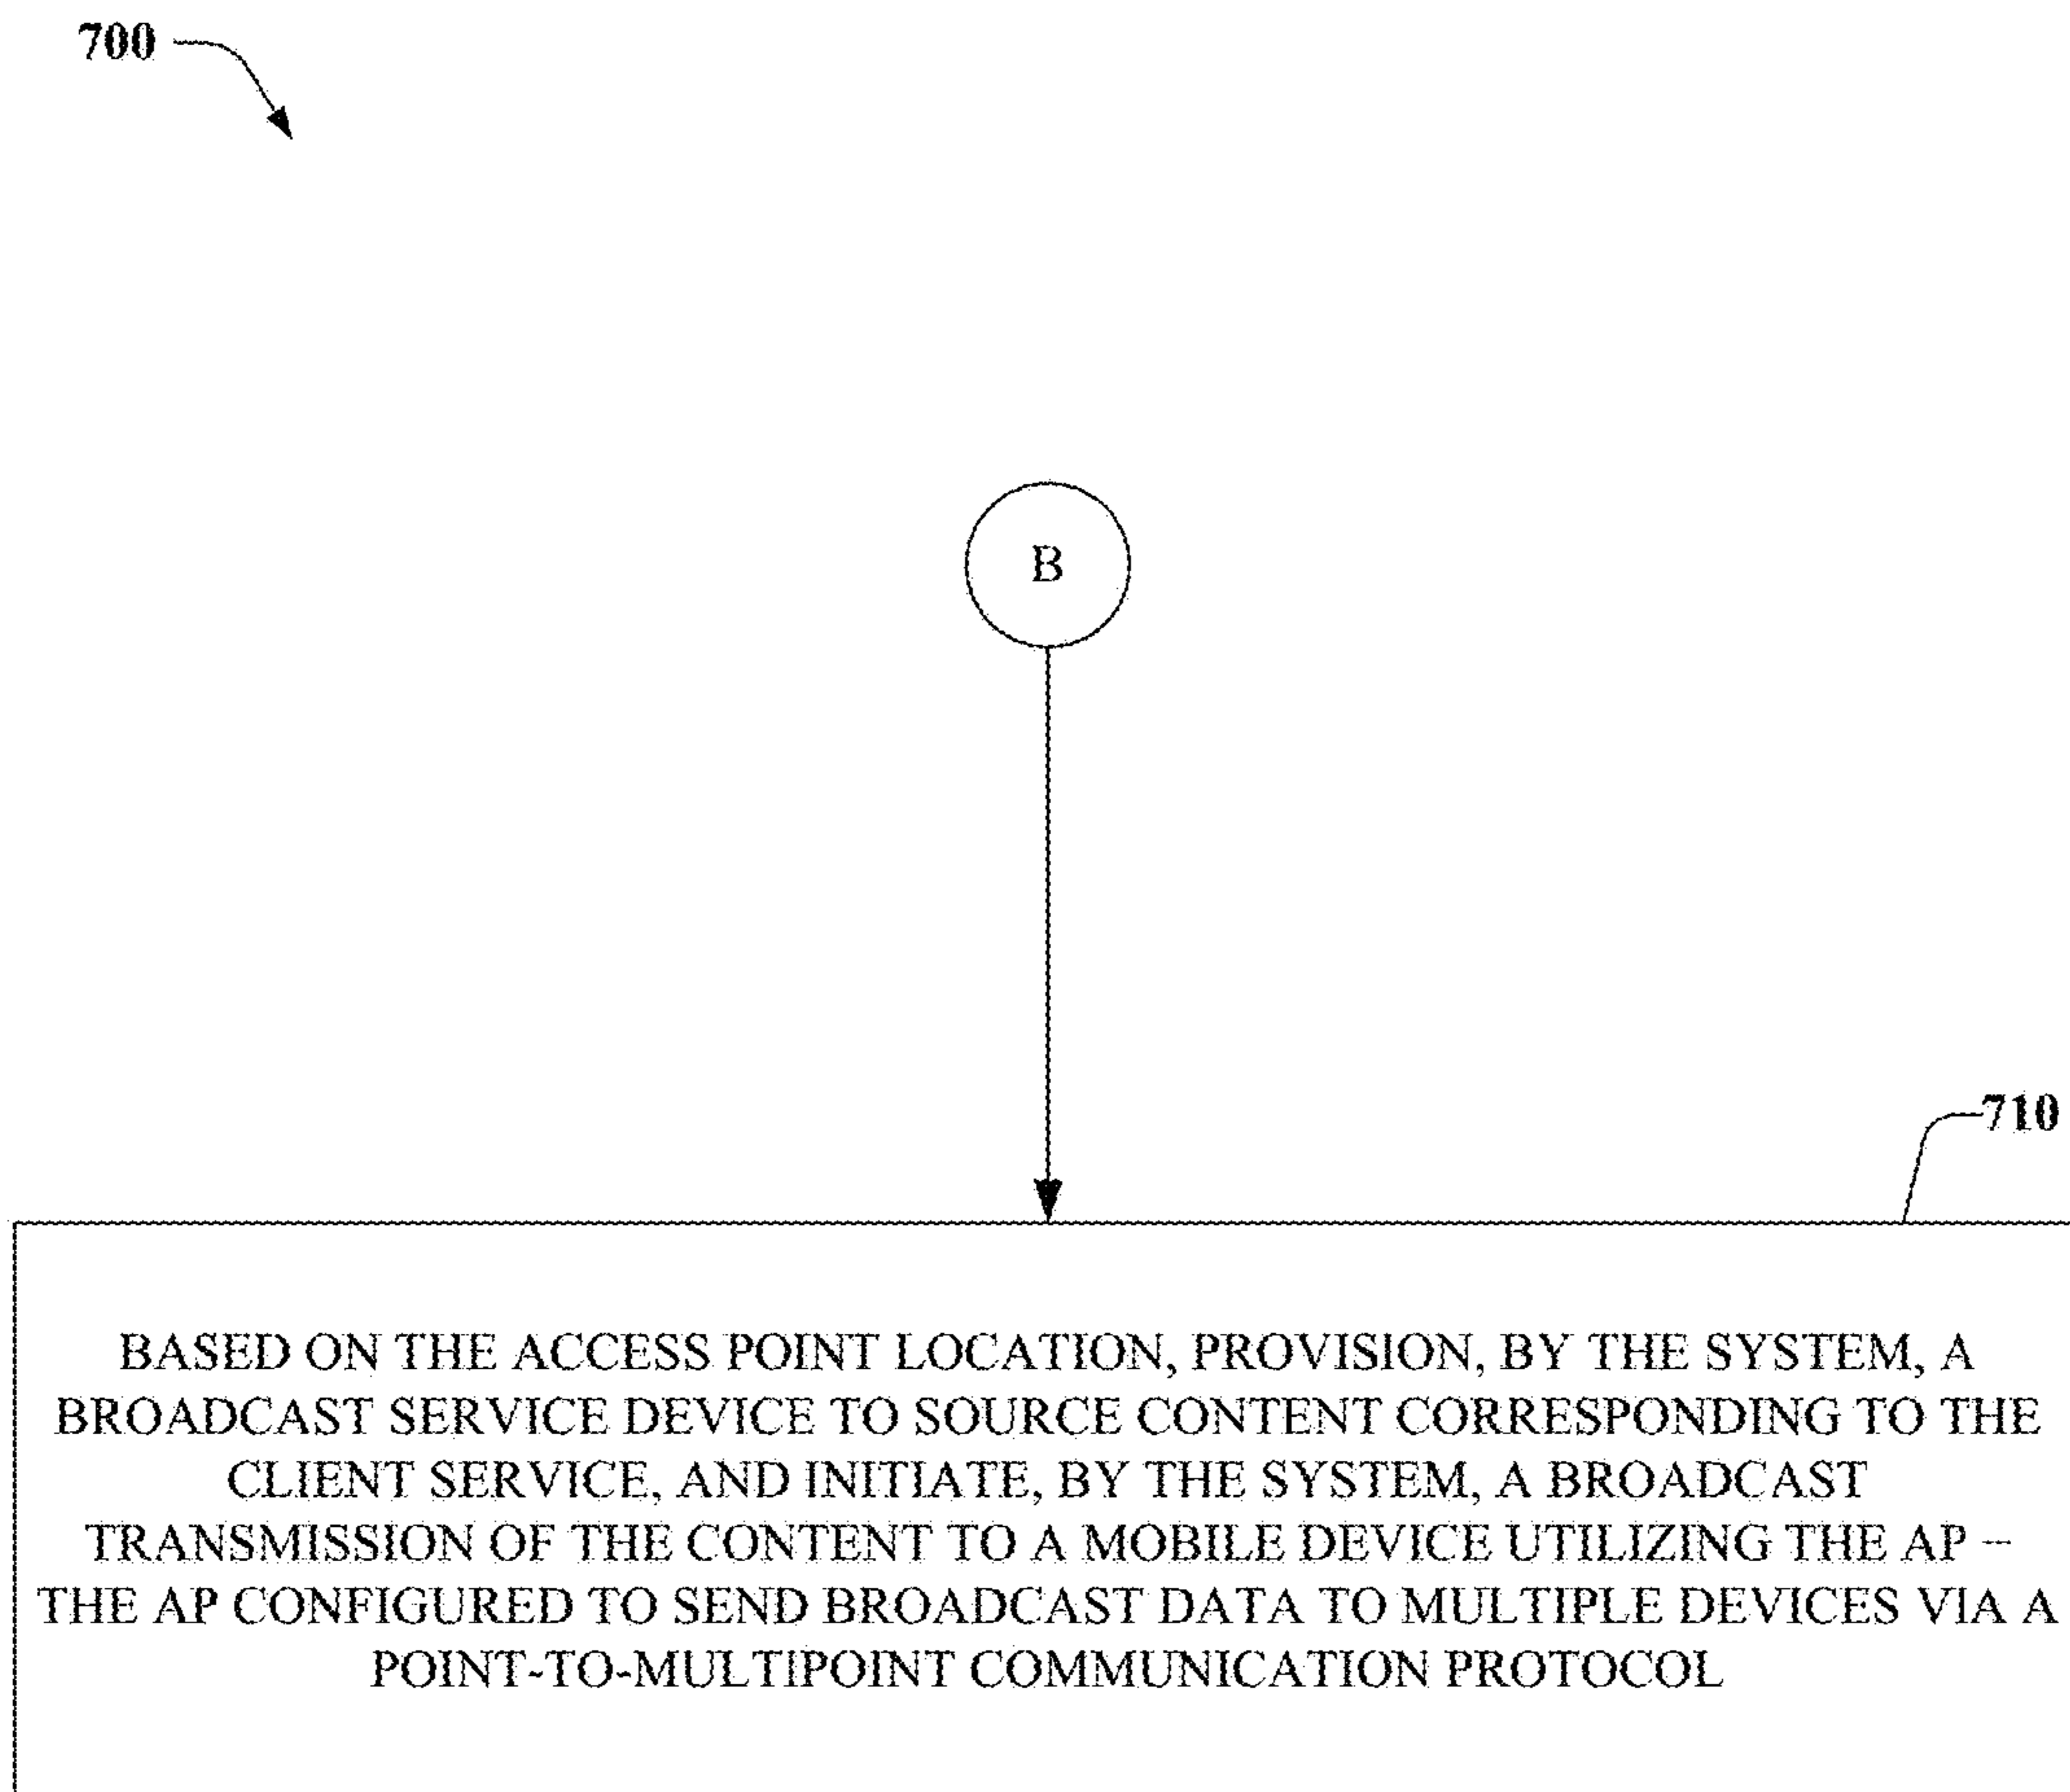 700
B
710
BASED ON THE ACCESS POINT LOCATION, PROVISION, BY THE SYSTEM, A
BROADCAST SERVICE DEVICE TO SOURCE CONTENT CORRESPONDING TO THE
CLIENT SERVICE, AND INITIATE, BY THE SYSTEM, A BROADCAST
TRANSMISSION OF THE CONTENT TO A MOBILE DEVICE UTILIZING THE AP –
THE AP CONFIGURED TO SEND BROADCAST DATA TO MULTIPLE DEVICES VIA A
POINT-TO-MULTIPOINT COMMUNICATION PROTOCOL